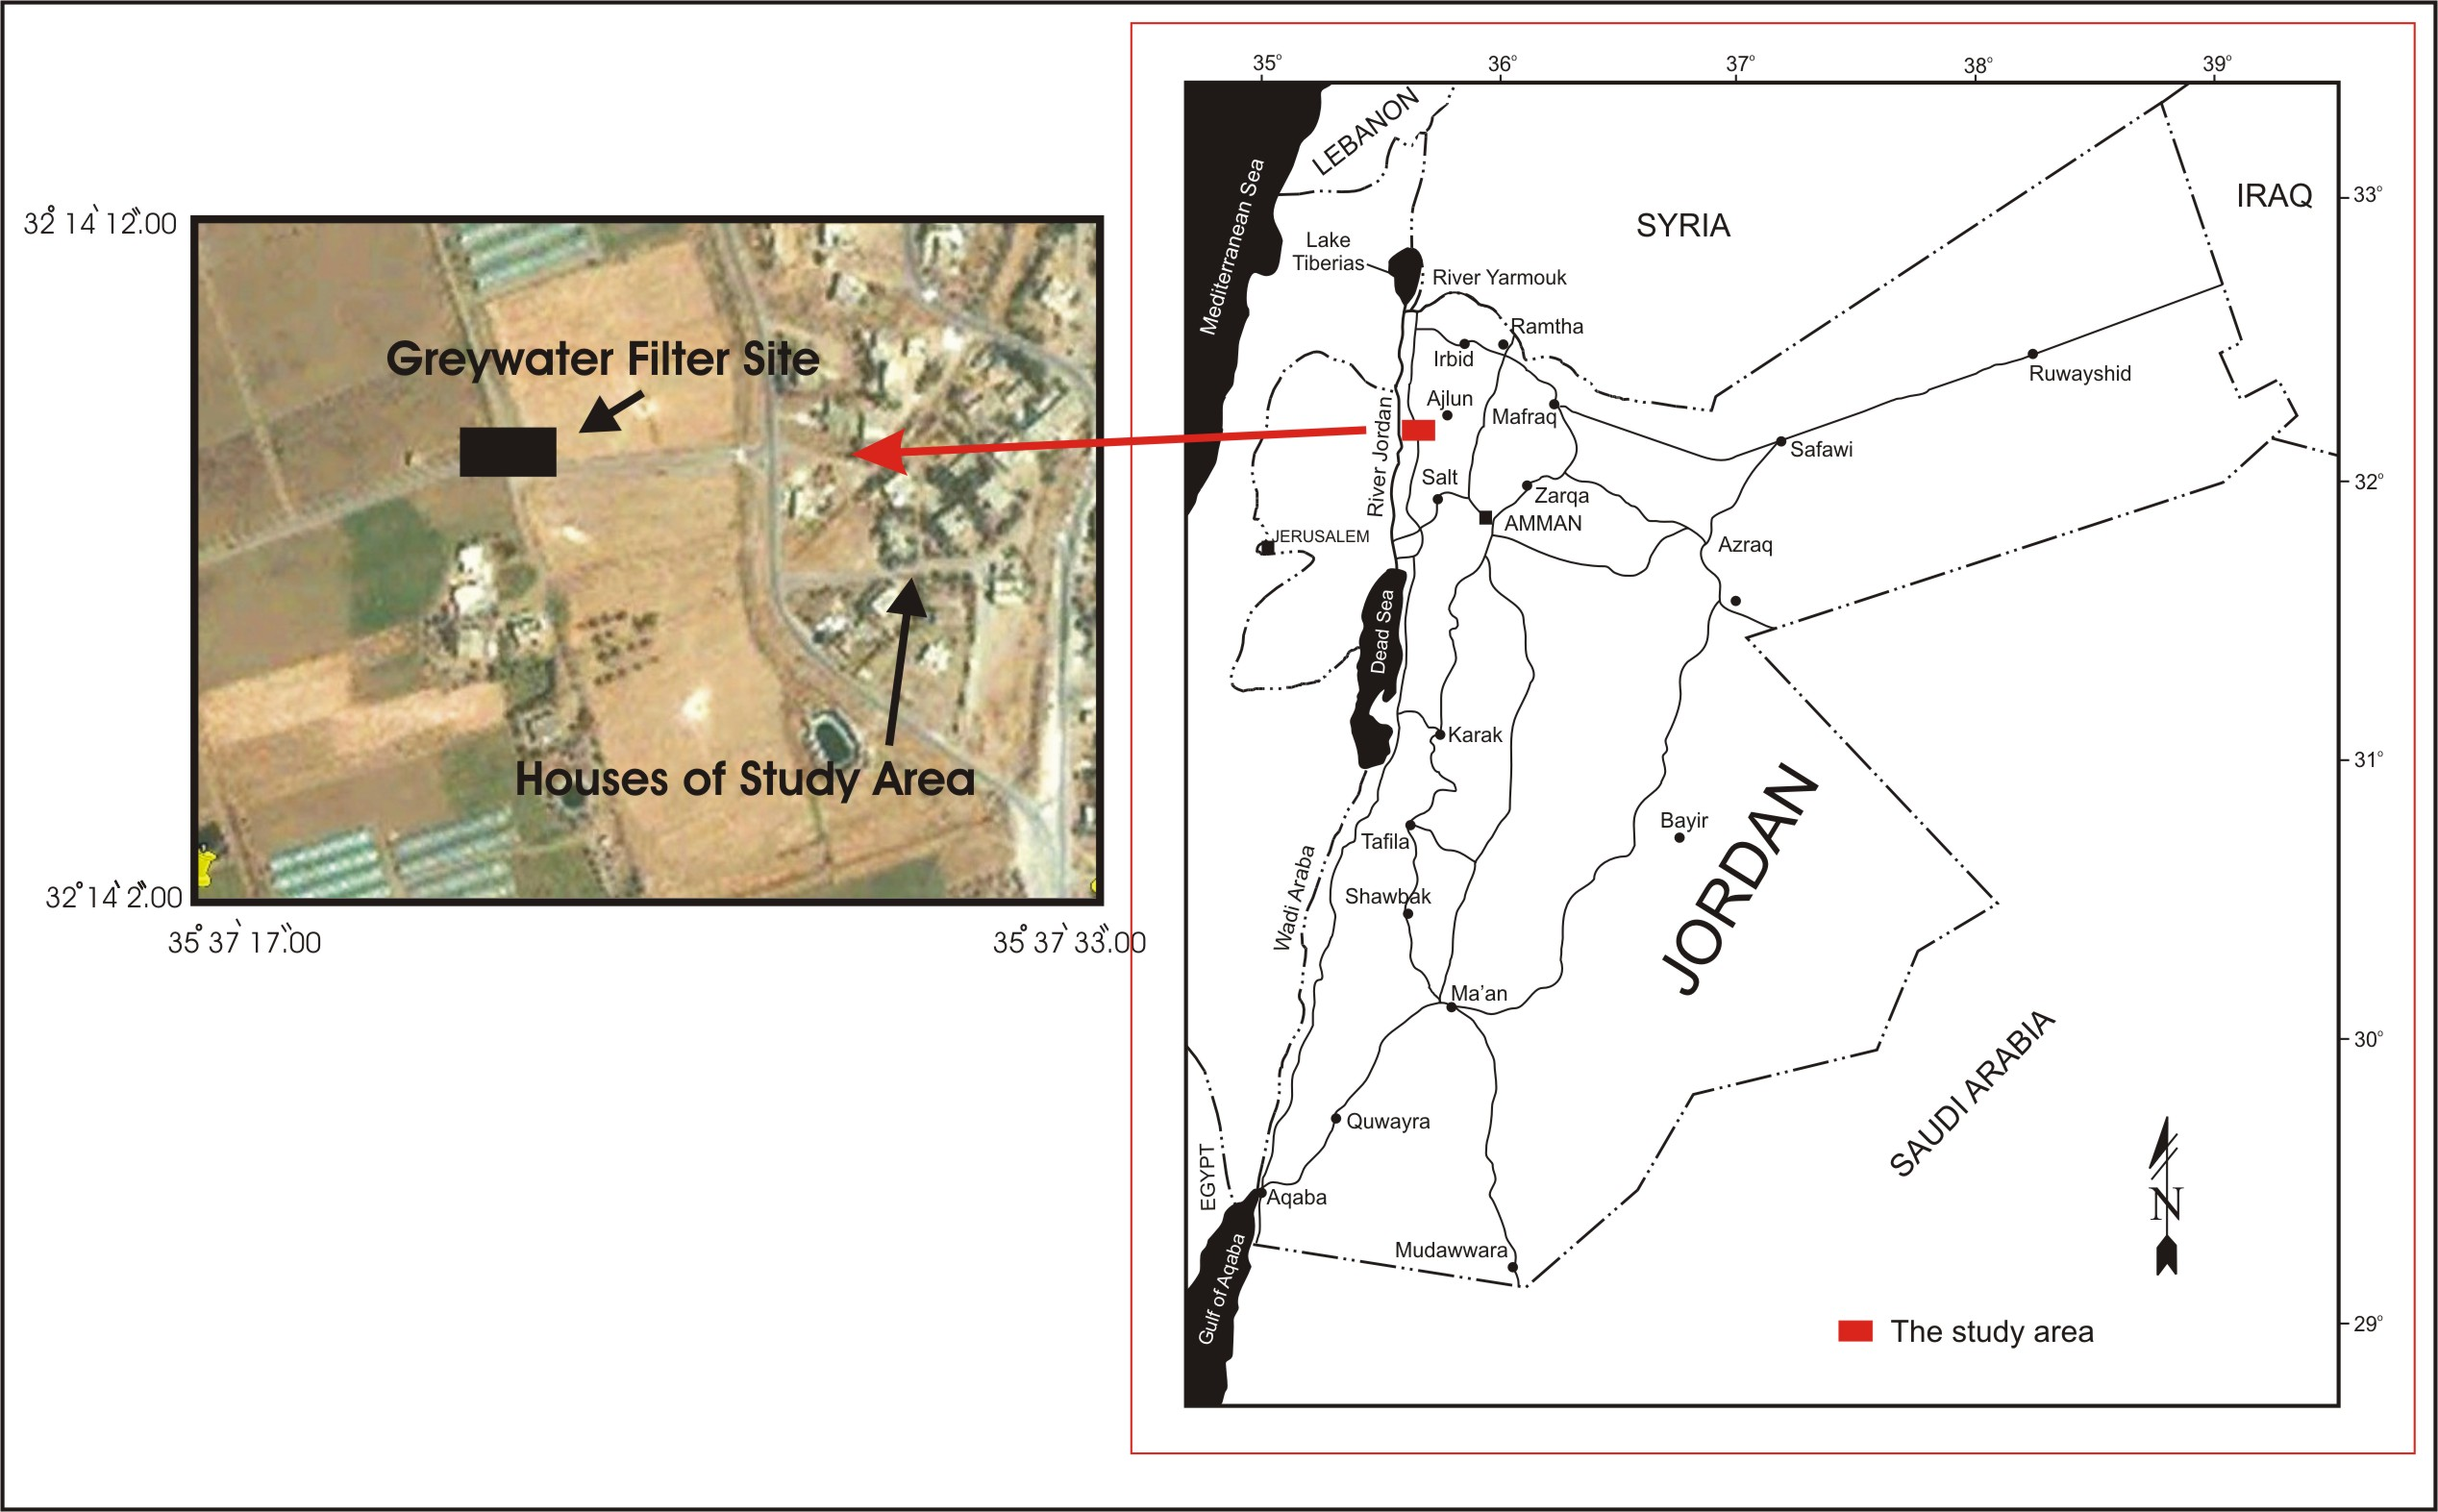 32° 14' 12".00
Greywater Filter Site
Houses of Study Area
32° 14' 2".00
35° 37' 17".00
35° 37' 33".00
35°
36°
37°
38°
39°
LEBANON
Mediterranean Sea
SYRIA
IRAQ
33°
Lake
Tiberias
River Yarmouk
Ramtha
Irbid
Ruwayshid
Ajlun
Mafraq
River Jordan
Safawi
Salt
32°
Zarqa
AMMAN
JERUSALEM
Azraq
Dead Sea
Karak
31°
JORDAN
Bayir
Tafila
Wadi Araba
Shawbak
Ma'an
30°
SAUDI ARABIA
Quwayra
EGYPT
Aqaba
N
Gulf of Aqaba
Mudawwara
29°
The study area